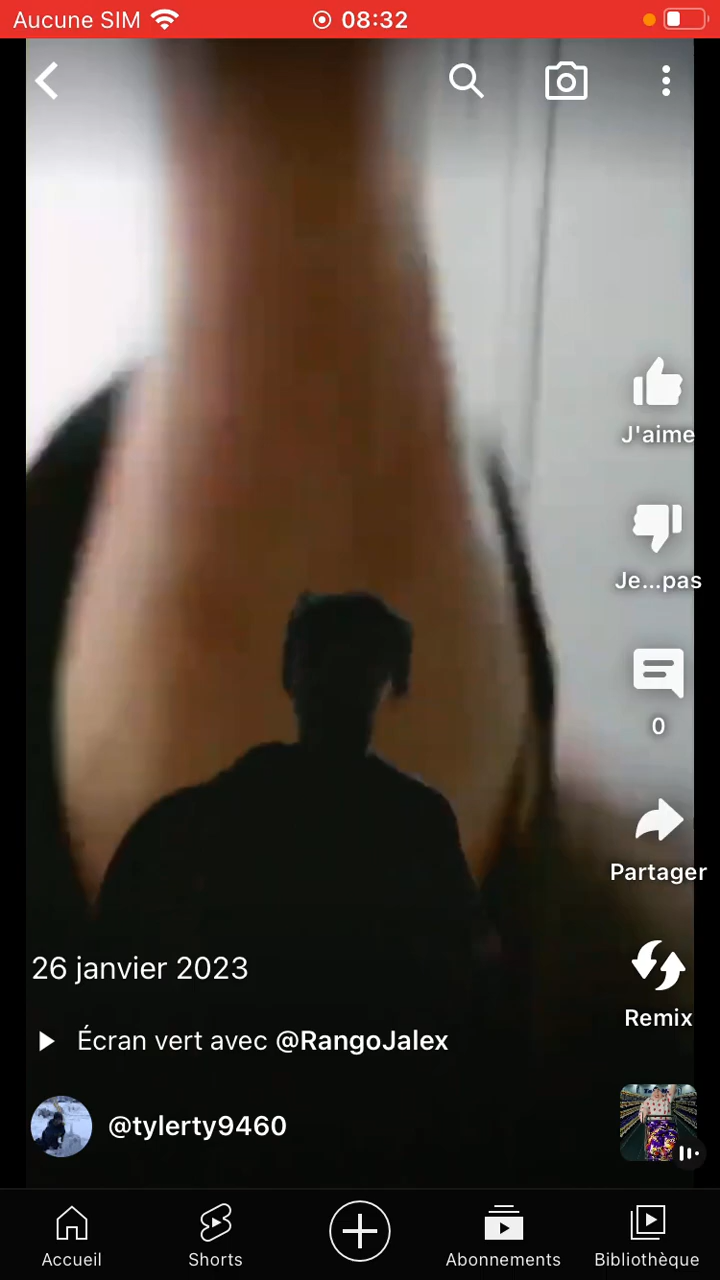 Aucune SIM 08:32
J'aime
Je...pas
0
Partager
26 janvier 2023
Remix
Écran vert avec @RangoJalex
@tylerty9460
Accueil Shorts Abonnements Bibliothèque